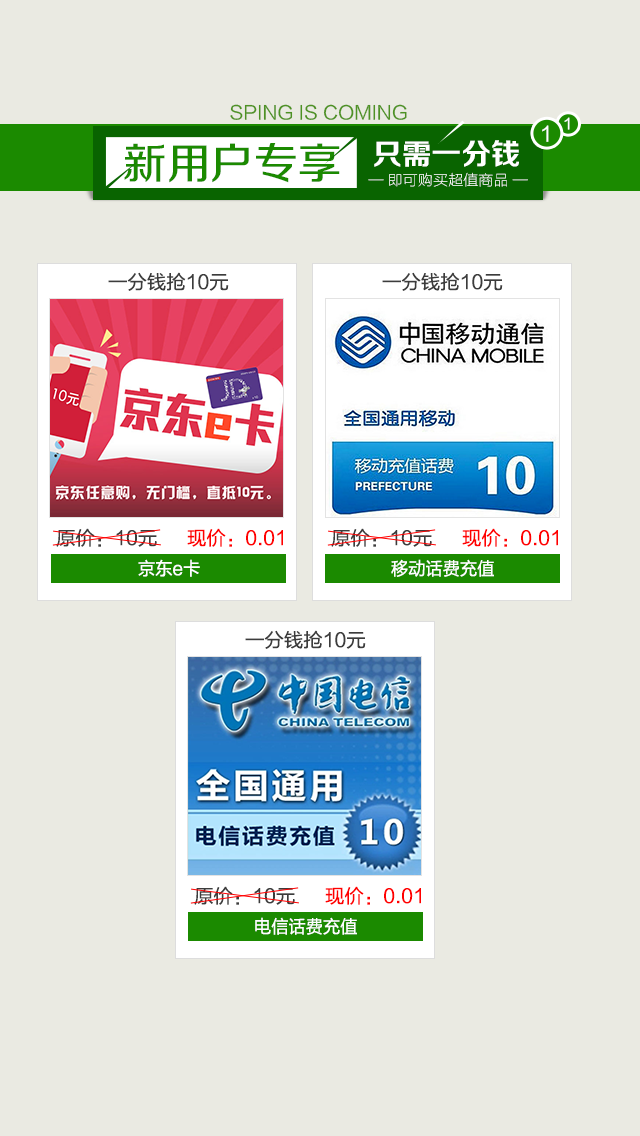 SPING IS COMING
新用户专享
只需一分钱
— 即可购买超值商品 —
1
1
一分钱抢10元
10元
京东e卡
京东任意购，无门槛，直抵10元。
原价：10元 现价：0.01
京东e卡
一分钱抢10元
中国移动通信
CHINA MOBILE
全国通用移动
移动充值话费
PREFECTURE
10
原价：10元 现价：0.01
移动话费充值
一分钱抢10元
中国电信
CHINA TELECOM
全国通用
电信话费充值
10
原价：10元 现价：0.01
电信话费充值